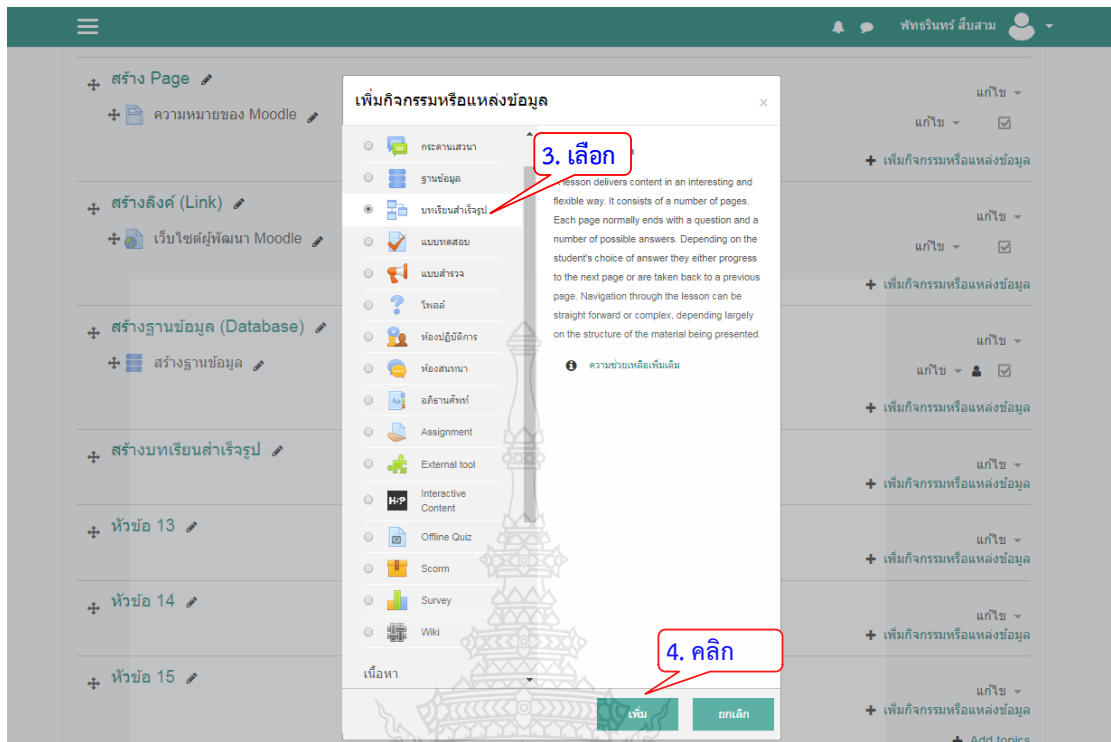 พัทธรินทร์ สืบสาม
สร้าง Page
แก้ไข
ความหมายของ Moodle
แก้ไข
เพิ่มกิจกรรมหรือแหล่งข้อมูล
สร้างลิงค์ (Link)
แก้ไข
เว็บไซต์ผู้พัฒนา Moodle
แก้ไข
เพิ่มกิจกรรมหรือแหล่งข้อมูล
สร้างฐานข้อมูล (Database)
แก้ไข
สร้างฐานข้อมูล
แก้ไข
เพิ่มกิจกรรมหรือแหล่งข้อมูล
สร้างบทเรียนสำเร็จรูป
แก้ไข
เพิ่มกิจกรรมหรือแหล่งข้อมูล
หัวข้อ 13
แก้ไข
เพิ่มกิจกรรมหรือแหล่งข้อมูล
หัวข้อ 14
แก้ไข
เพิ่มกิจกรรมหรือแหล่งข้อมูล
หัวข้อ 15
แก้ไข
เพิ่มกิจกรรมหรือแหล่งข้อมูล
Add topics
เพิ่มกิจกรรมหรือแหล่งข้อมูล
×
กระดานเสวนา
ฐานข้อมูล
บทเรียนสำเร็จรูป
แบบทดสอบ
แบบสำรวจ
โพลล์
ห้องปฏิบัติการ
ห้องสนทนา
อภิธานศัพท์
Assignment
External tool
H-P
Interactive
Content
Offline Quiz
Scorm
Survey
Wiki
เนื้อหา
3. เลือก
lesson delivers content in an interesting and
flexible way. It consists of a number of pages.
Each page normally ends with a question and a
number of possible answers. Depending on the
student's choice of answer they either progress
to the next page or are taken back to a previous
page. Navigation through the lesson can be
straight forward or complex, depending largely
on the structure of the material being presented.
ความช่วยเหลือเพิ่มเติม
4. คลิก
เพิ่ม
ยกเลิก